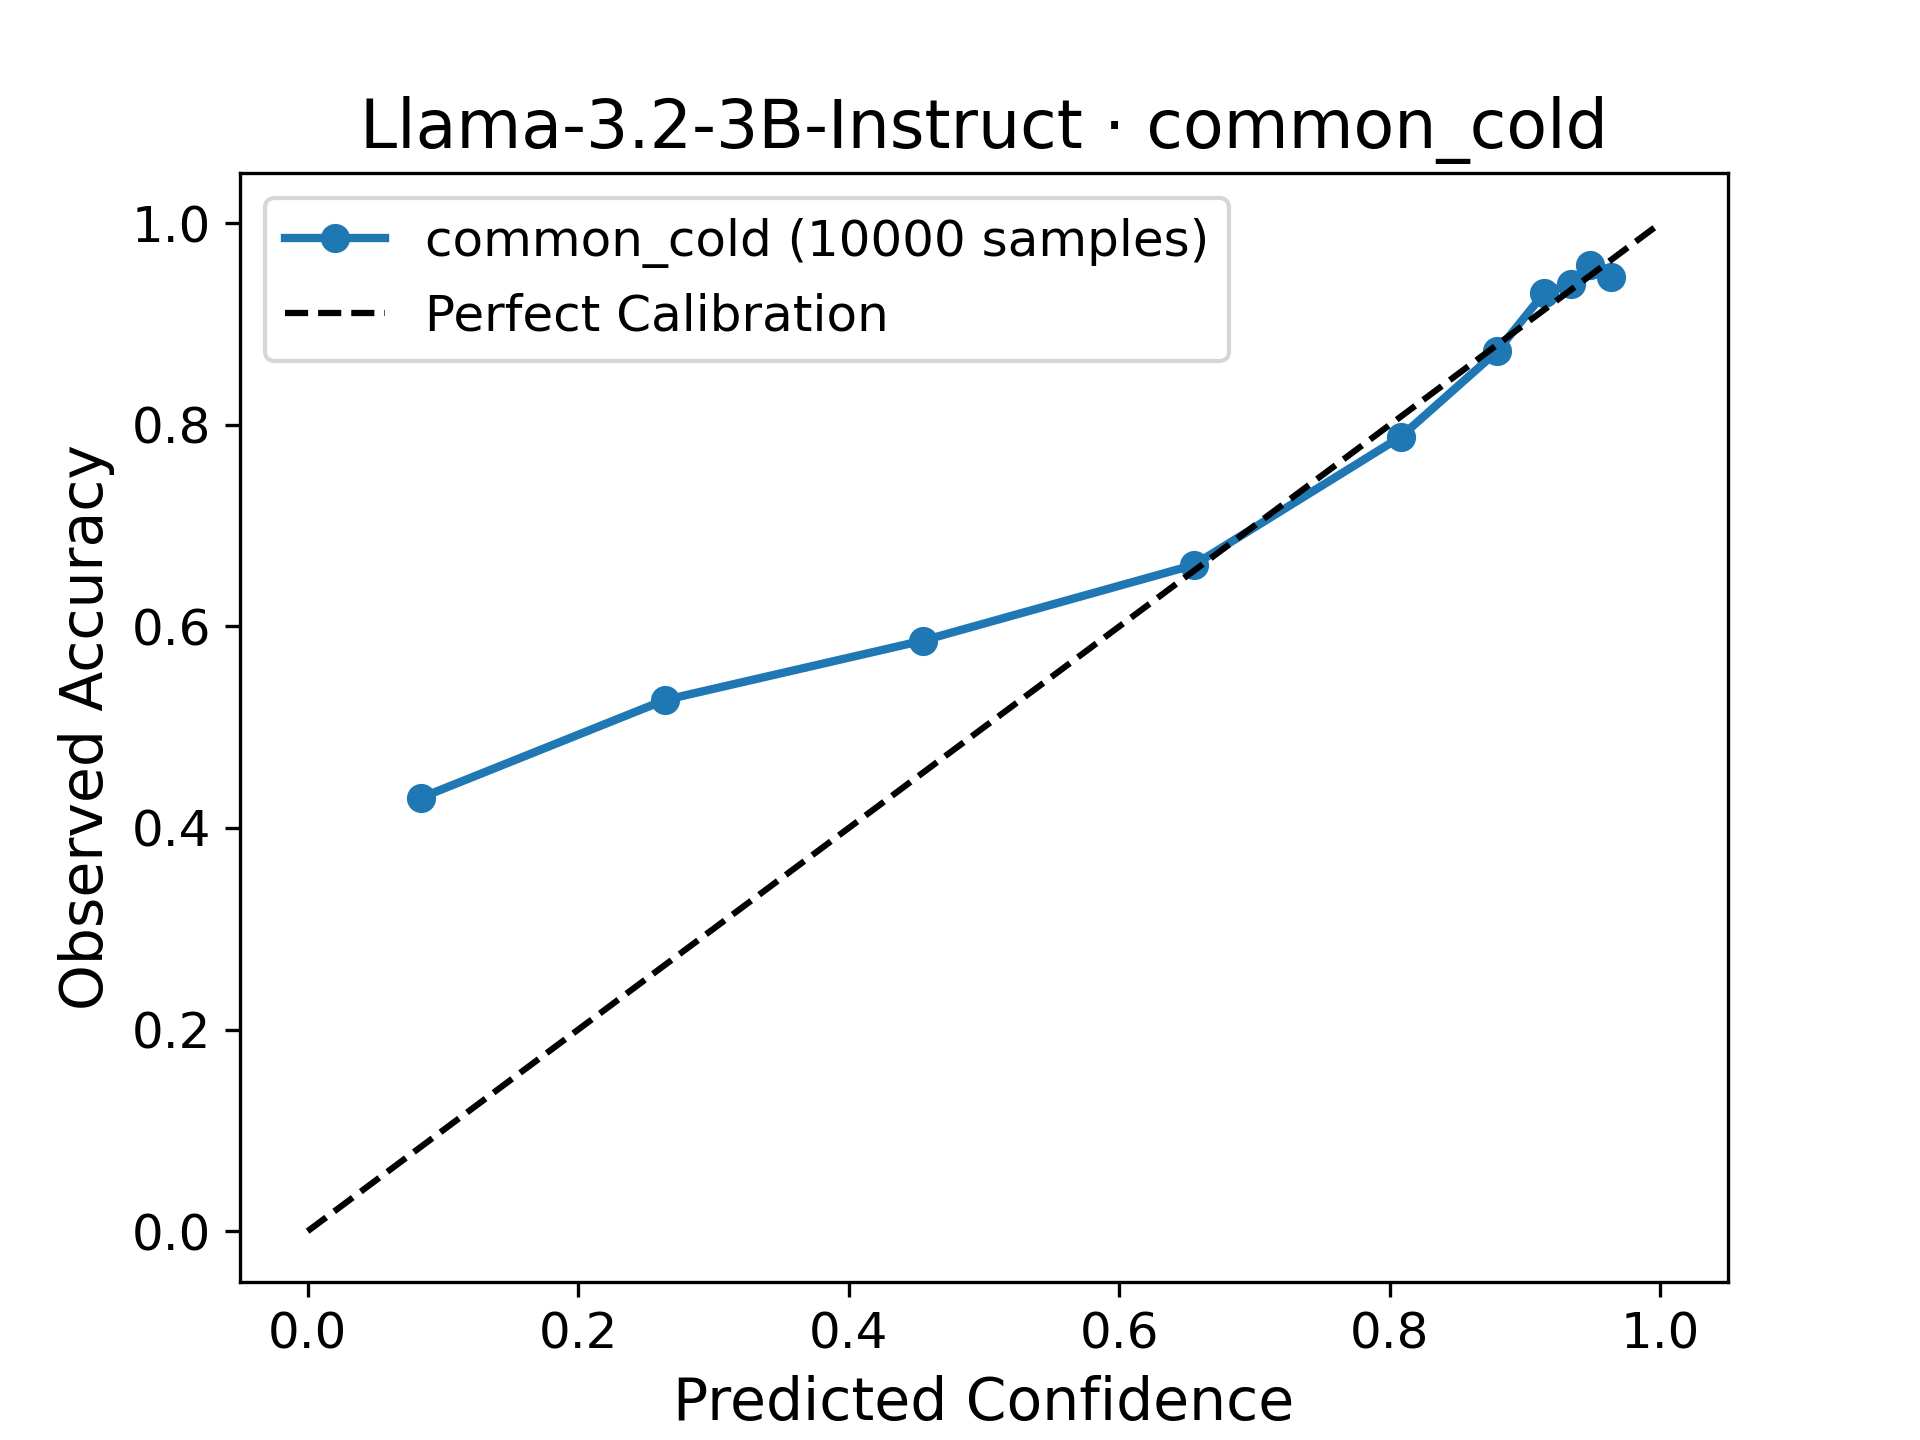 Llama-3.2-3B-Instruct · common_cold
common_cold (10000 samples)
Perfect Calibration
Observed Accuracy
1.0
0.8
0.6
0.4
0.2
0.0
0.0 0.2 0.4 0.6 0.8 1.0
Predicted Confidence